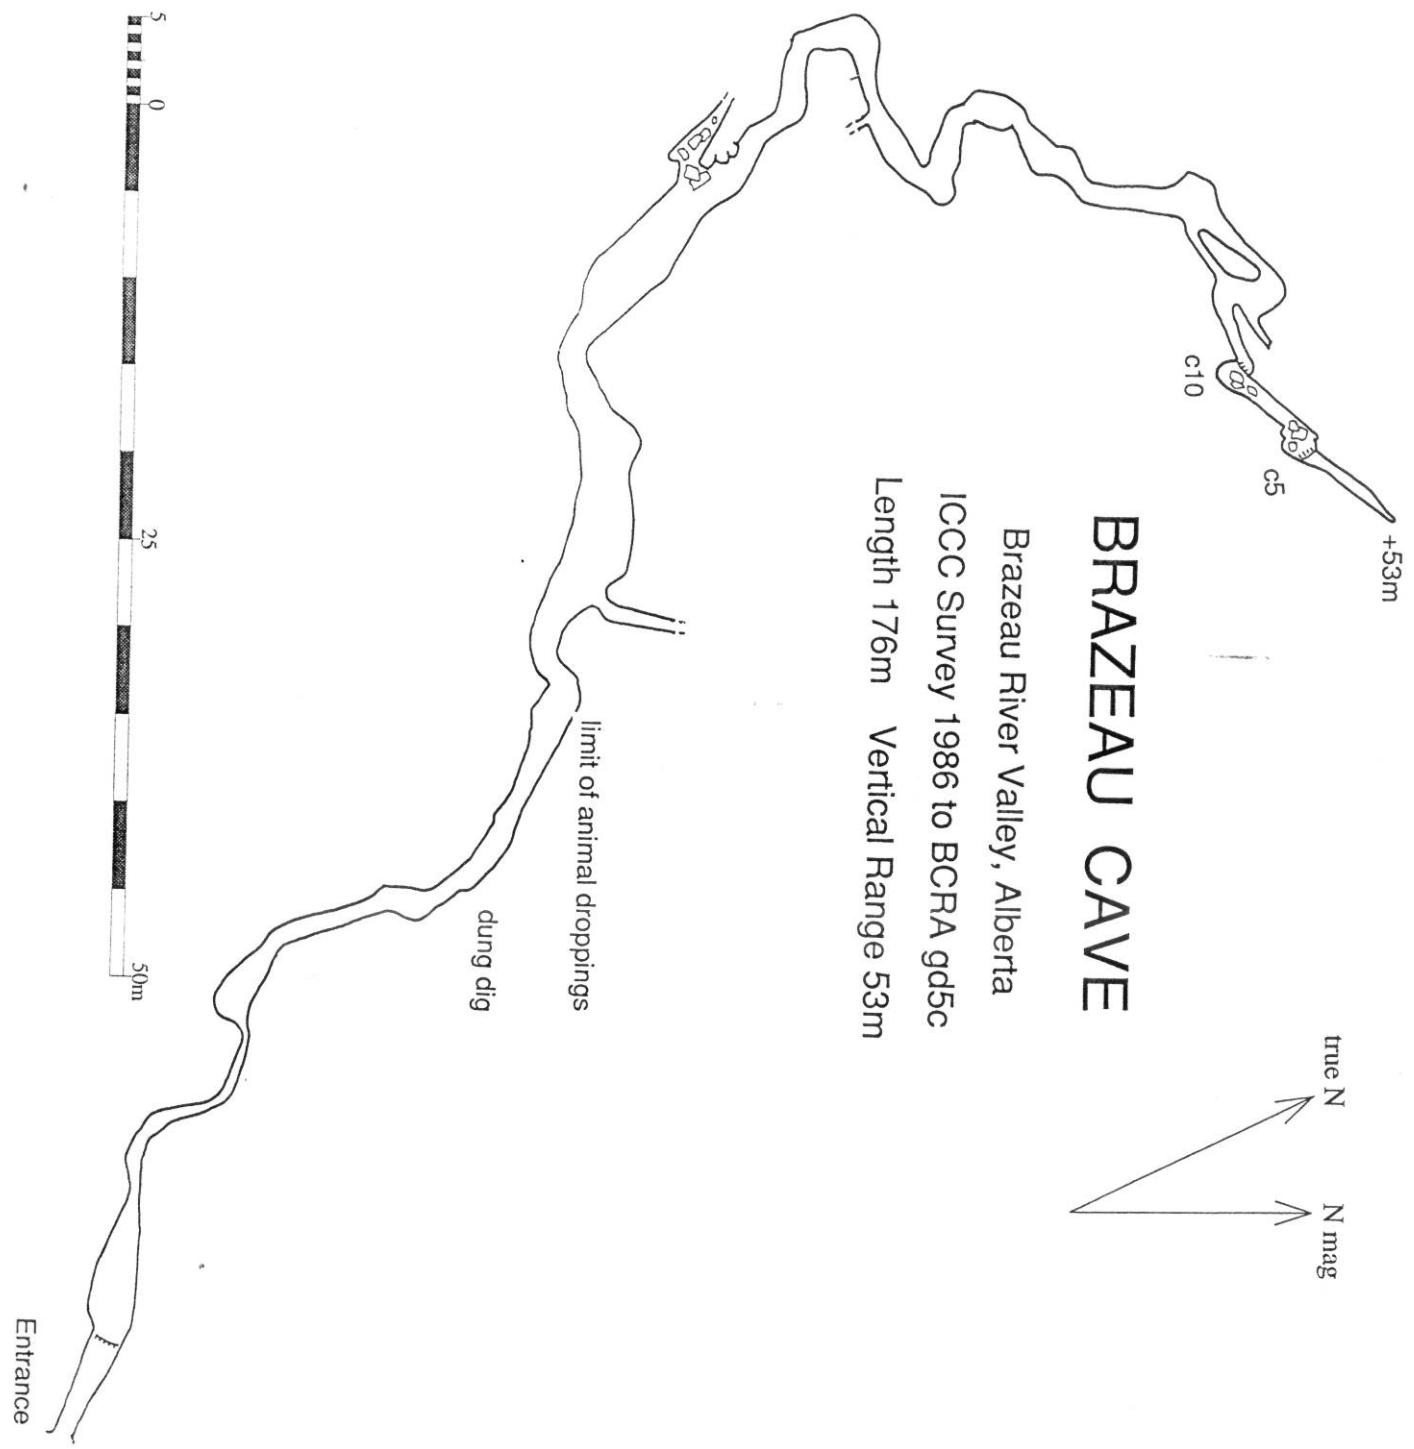 BRAZEAU CAVE
Brazeau River Valley, Alberta
ICCC Survey 1986 to BCRA gd5c
Length 176m Vertical Range 53m
true N
N mag
+53m
c5
c10
limit of animal droppings
dung dig
Entrance
5
0
25
50m